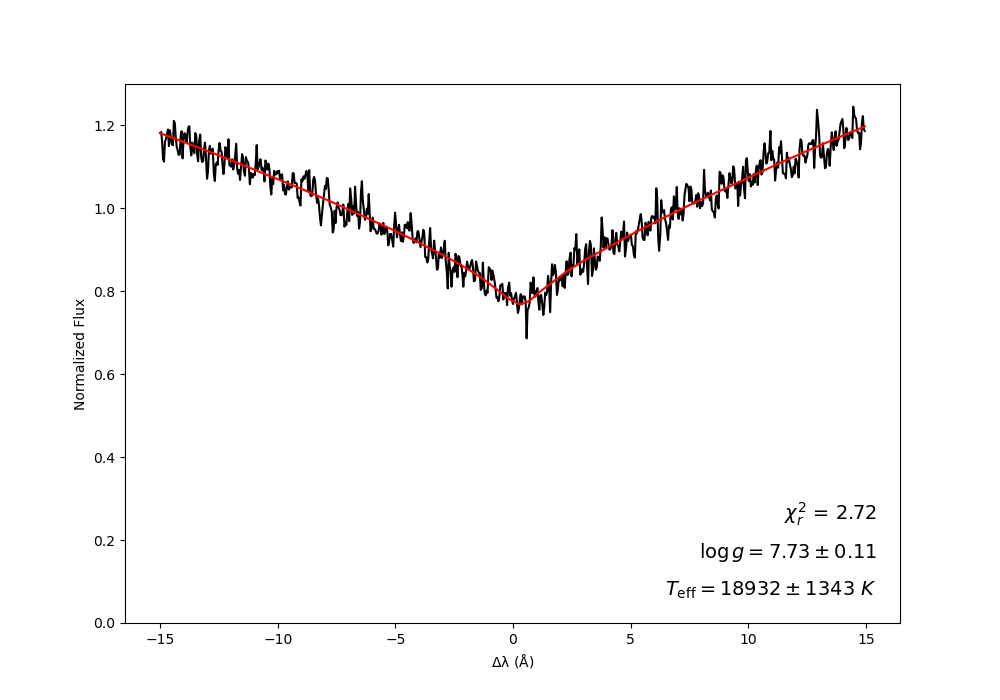 1.2
1.0
0.8
0.6
0.4
0.2
0.0
Normalized Flux
χ²ᵣ = 2.72
log g = 7.73 ± 0.11
T_eff = 18932 ± 1343 K
−15 −10 −5 0 5 10 15
Δλ (Å)